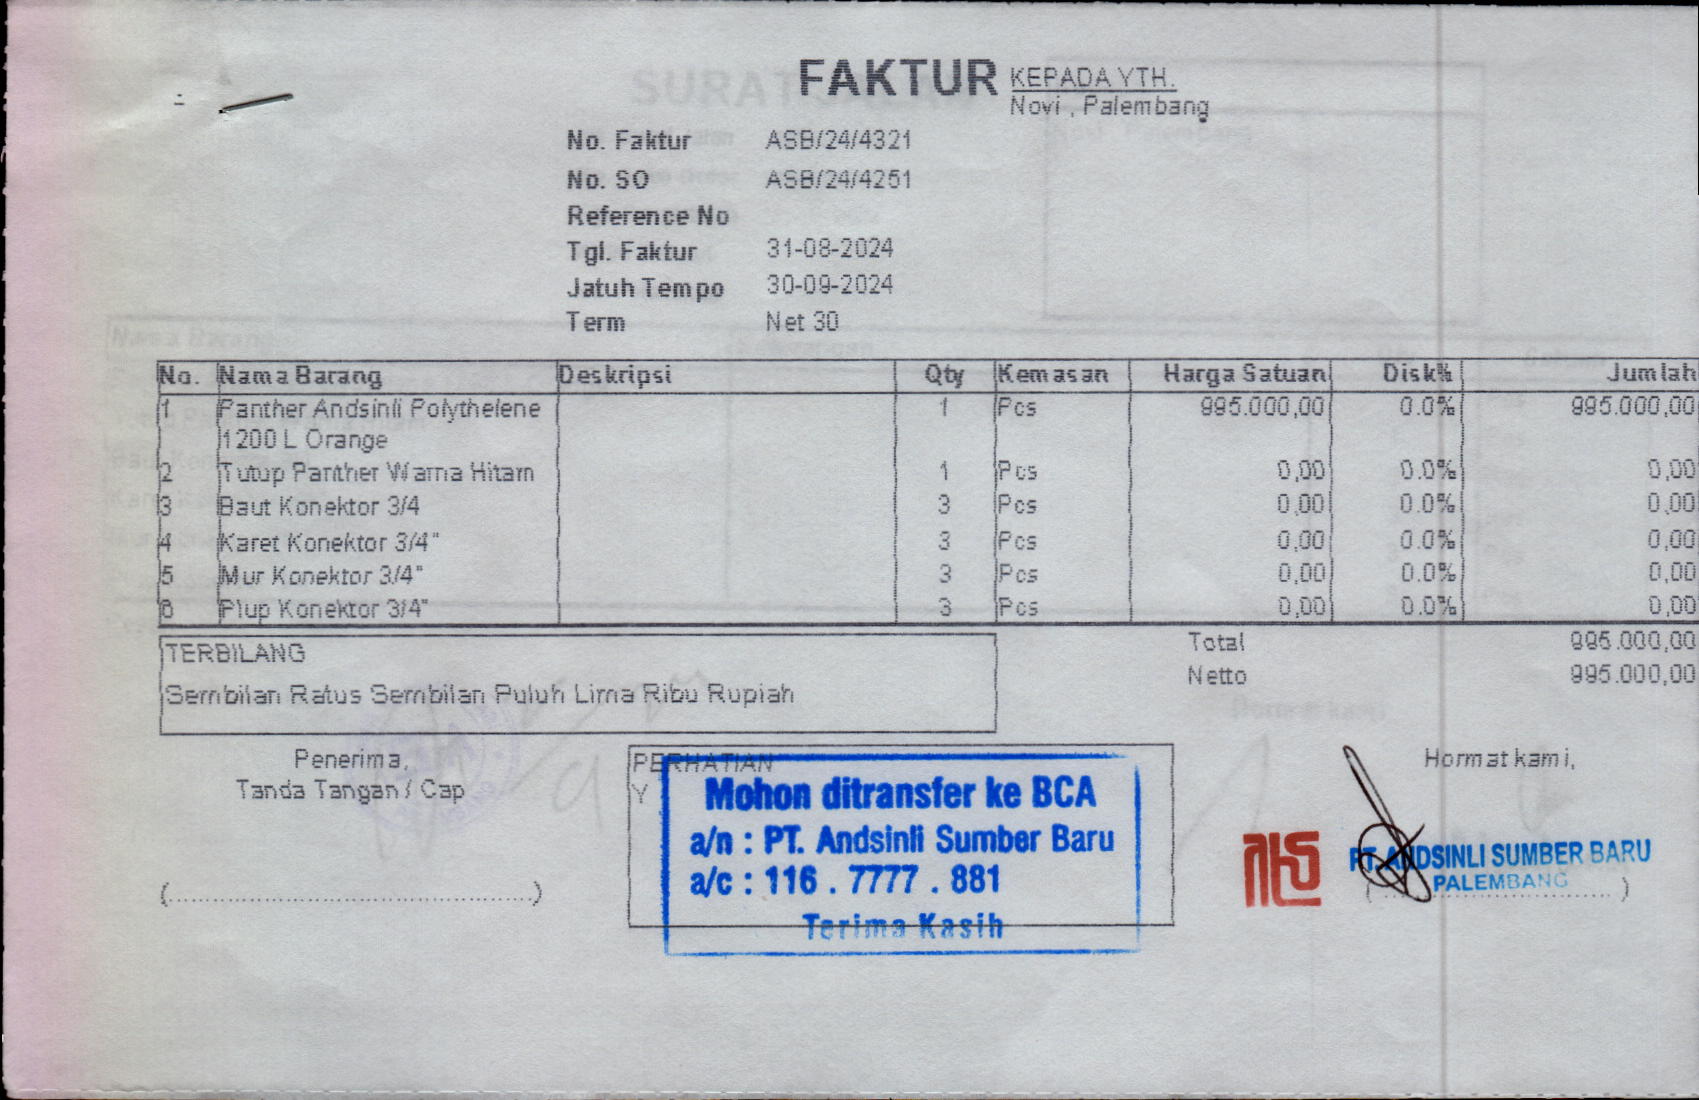 FAKTUR
KEPADA YTH.
Novi , Palembang
No. Faktur ASB/24/4321
No. SO ASB/24/4251
Reference No
Tgl. Faktur 31-08-2024
Jatuh Tempo 30-09-2024
Term Net 30
No. Nama Barang Deskripsi Qty Kemasan Harga Satuan Disk% Jumlah
1 Panther Andsinli Polythelene 1 Pcs 995.000,00 0.0% 995.000,00
1200 L Orange
2 Tutup Panther Warna Hitam 1 Pcs 0,00 0.0% 0,00
3 Baut Konektor 3/4 3 Pcs 0,00 0.0% 0,00
4 Karet Konektor 3/4" 3 Pcs 0,00 0.0% 0,00
5 Mur Konektor 3/4" 3 Pcs 0,00 0.0% 0,00
6 Plup Konektor 3/4" 3 Pcs 0,00 0.0% 0,00
Total 995.000,00
Netto 995.000,00
TERBILANG
Sembilan Ratus Sembilan Puluh Lima Ribu Rupiah
Penerima,
Tanda Tangan / Cap
(..........................................)
PERHATIAN
Y
Mohon ditransfer ke BCA
a/n : PT. Andsinli Sumber Baru
a/c : 116 . 7777 . 881
Terima Kasih
Hormat kami,
PT. ANDSINLI SUMBER BARU
PALEMBANG
(..............................)